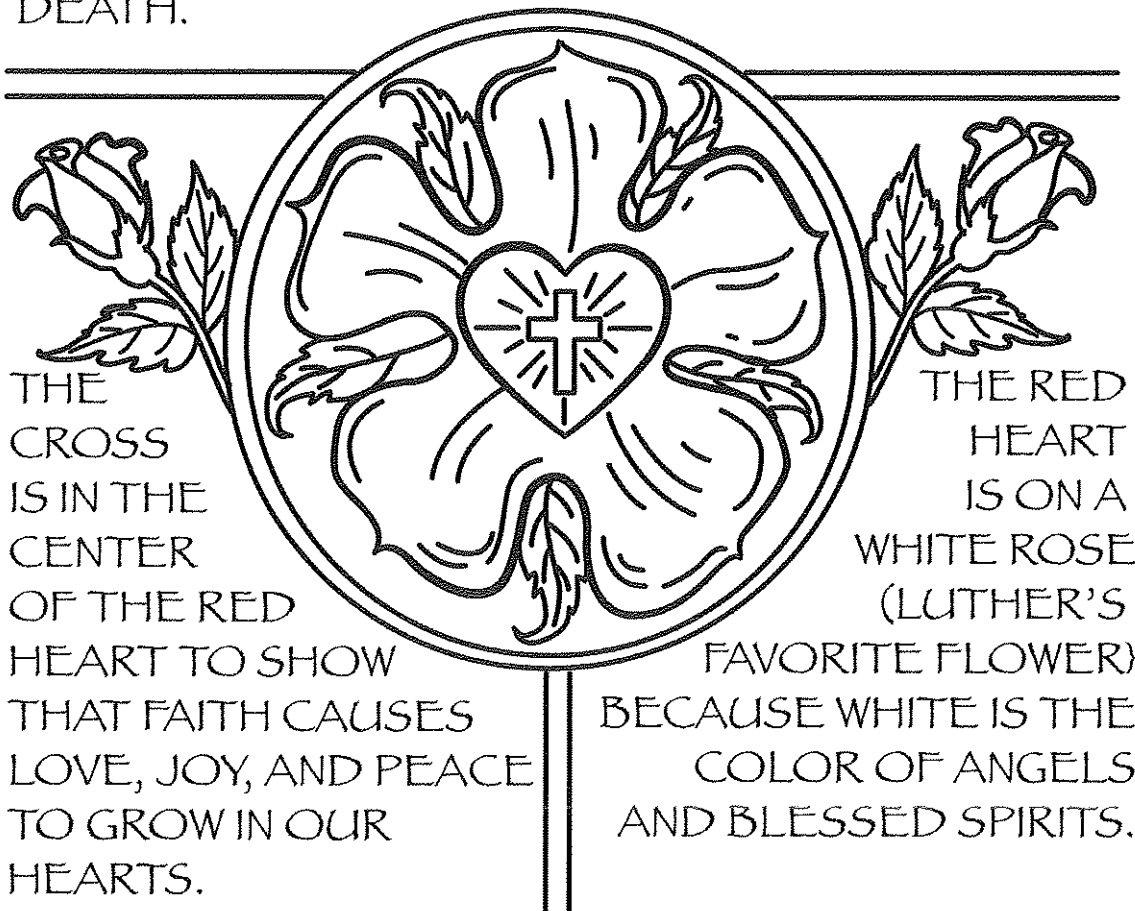 DEATH.
THE
CROSS
IS IN THE
CENTER
OF THE RED
HEART TO SHOW
THAT FAITH CAUSES
LOVE, JOY, AND PEACE
TO GROW IN OUR
HEARTS.
THE RED
HEART
IS ON A
WHITE ROSE
(LUTHER'S
FAVORITE FLOWER)
BECAUSE WHITE IS THE
COLOR OF ANGELS
AND BLESSED SPIRITS.